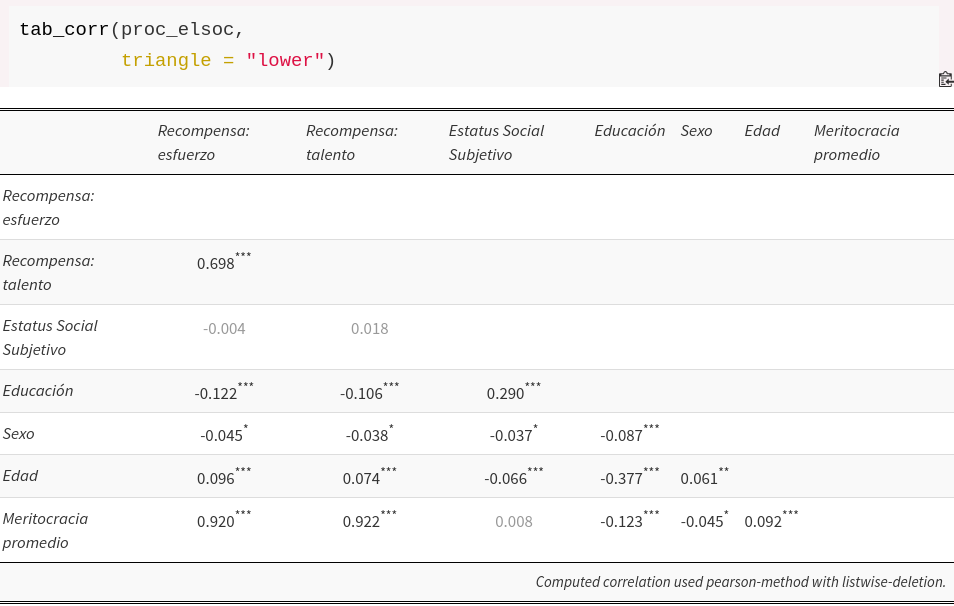 tab_corr(proc_elsoc,
triangle = "lower")
Recompensa: Recompensa: Estatus Social Educación Sexo Edad Meritocracia
esfuerzo talento Subjetivo promedio
Recompensa:
esfuerzo
Recompensa: 0.698***
talento
Estatus Social -0.004 0.018
Subjetivo
Educación -0.122*** -0.106*** 0.290***
Sexo -0.045* -0.038* -0.037* -0.087***
Edad 0.096*** 0.074*** -0.066*** -0.377*** 0.061**
Meritocracia 0.920*** 0.922*** 0.008 -0.123*** -0.045* 0.092***
promedio
Computed correlation used pearson-method with listwise-deletion.